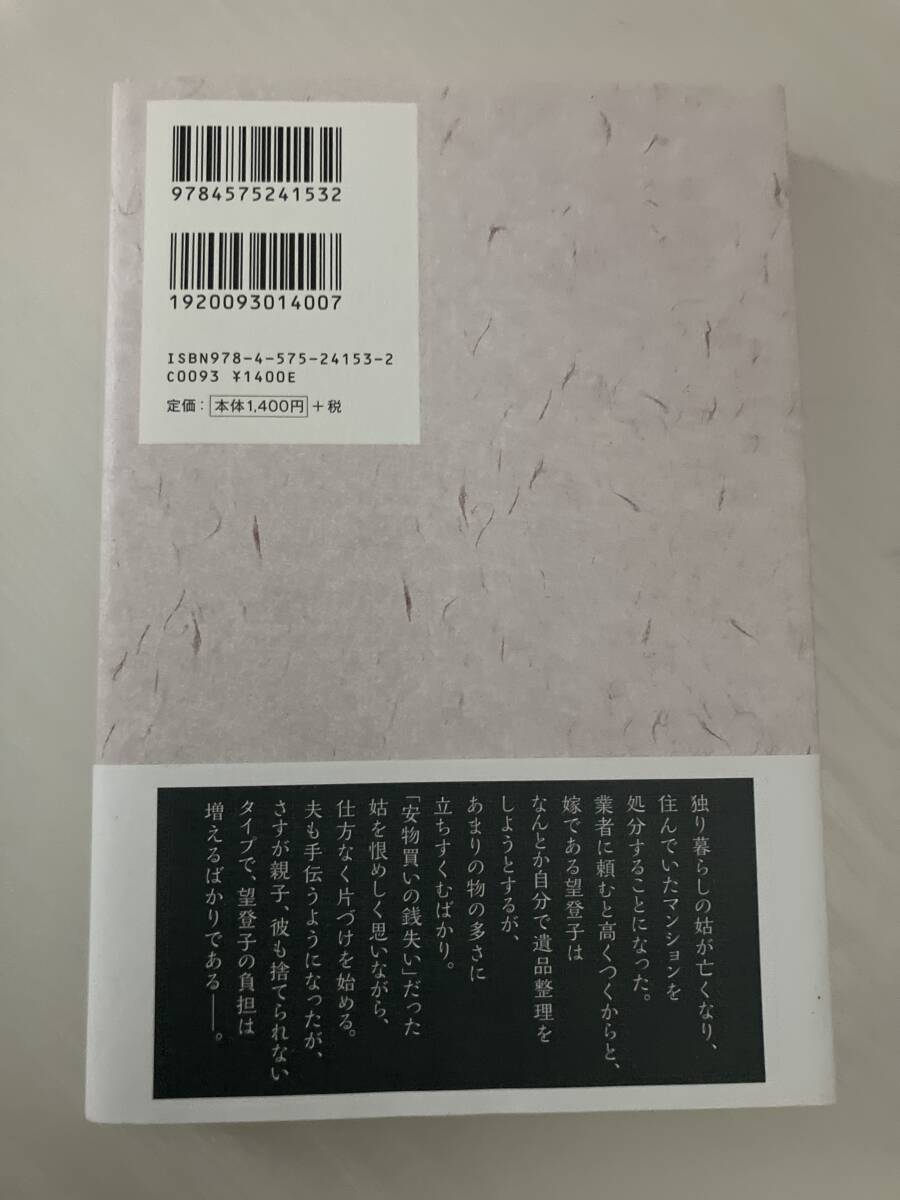 9784575241532
1920093014007
ISBN978-4-575-24153-2
C0093 ¥1400E
定価: 本体1,400円 +税
独り暮らしの姑が亡くなり、
住んでいたマンションを
処分することになった。
業者に頼むと高くつくからと、
嫁である望登子は
なんとか自分で遺品整理を
しようとするが、
あまりの物の多さに
立ちすくむばかり。
「安物買いの銭失い」だった
姑を恨めしく思いながら、
仕方なく片づけを始める。
夫も手伝うようになったが、
さすが親子、彼も捨てられない
タイプで、望登子の負担は
増えるばかりである――。